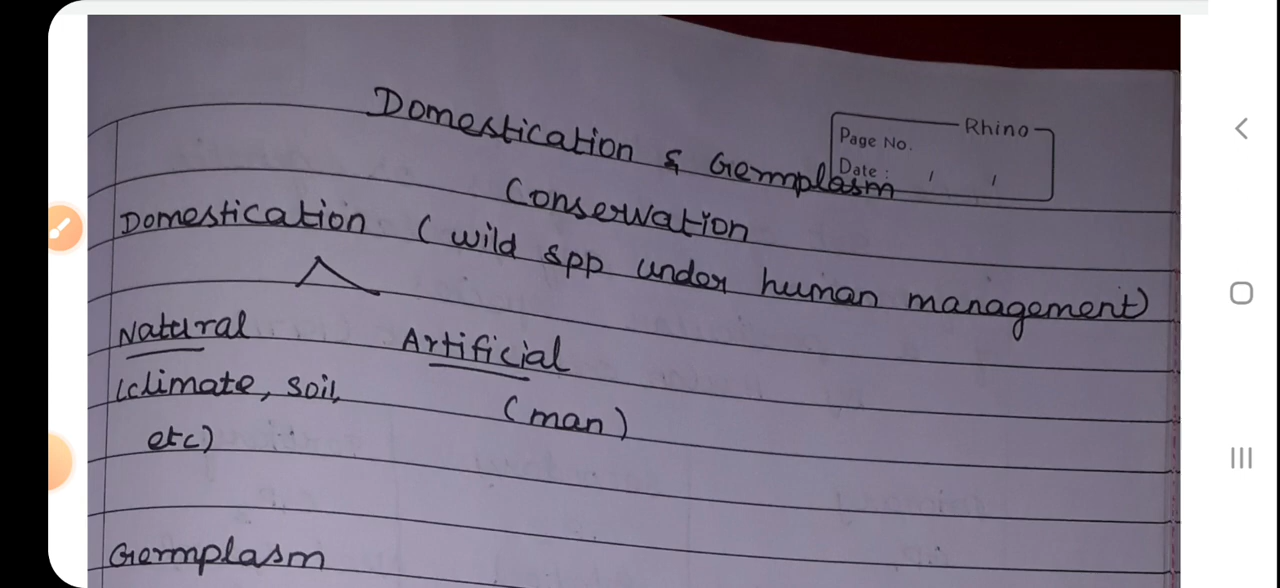 Rhino
Page No.
Date : / /
Domestication & Germplasm
Conservation
Domestication (wild spp under human management)
Natural Artificial
(climate, soil, (man)
etc)
Germplasm